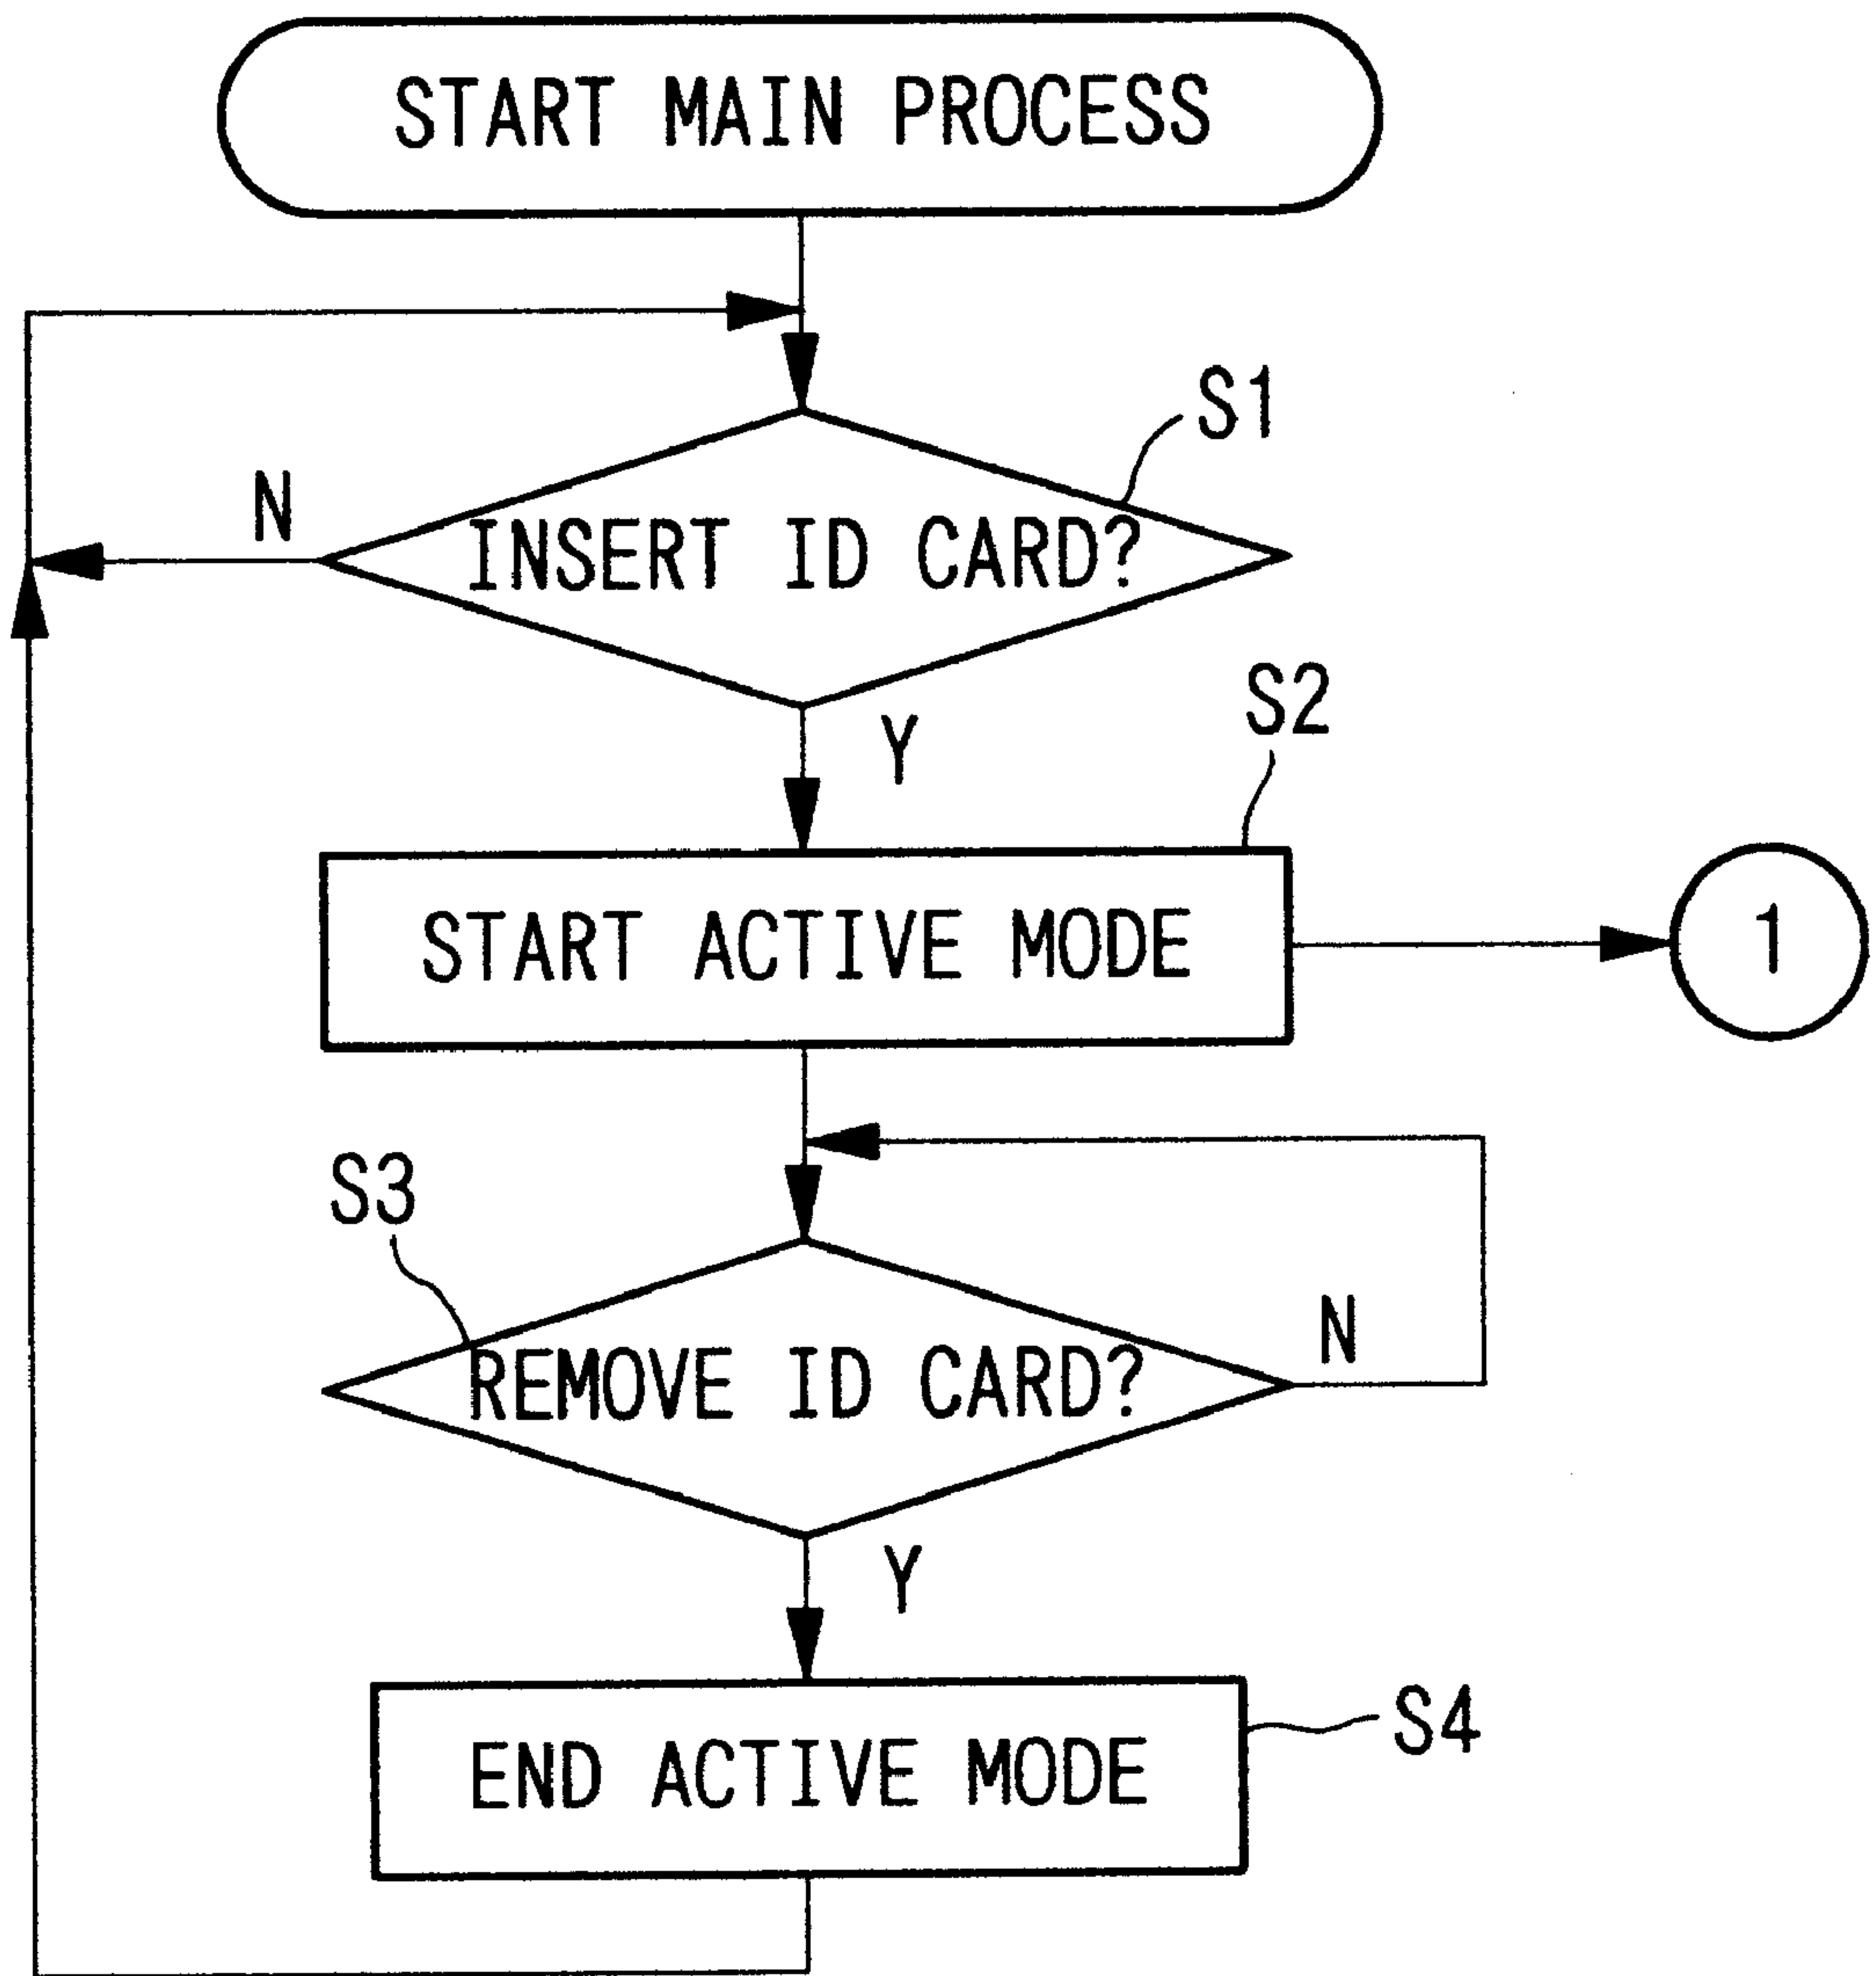 START MAIN PROCESS
S1
N
INSERT ID CARD?
Y
S2
START ACTIVE MODE
1
S3
N
REMOVE ID CARD?
Y
S4
END ACTIVE MODE